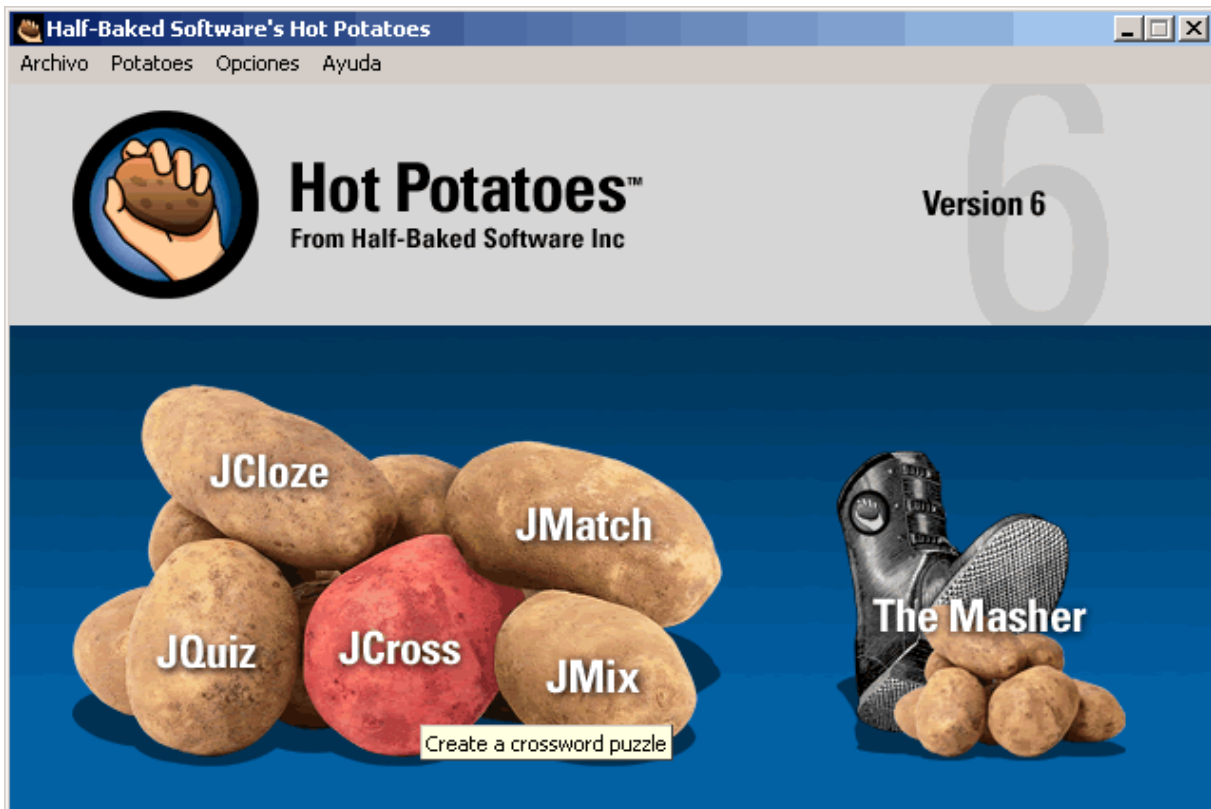 Half-Baked Software's Hot Potatoes
Archivo Potatoes Opciones Ayuda
6
Hot Potatoes™
From Half-Baked Software Inc
Version 6
JCloze
JMatch
JQuiz
JCross
JMix
The Masher
Create a crossword puzzle